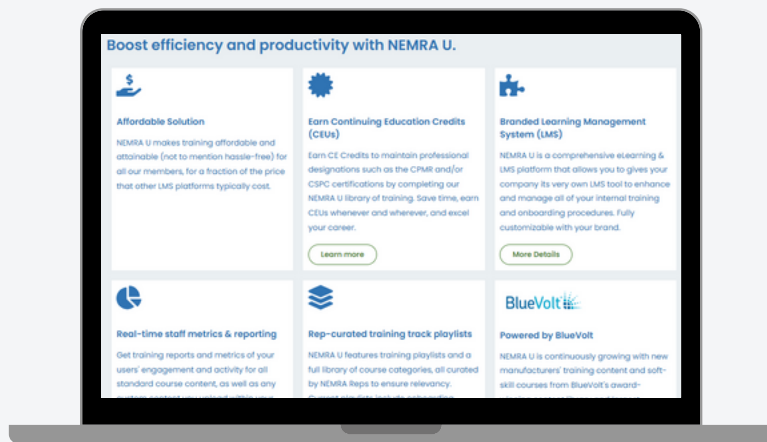 Boost efficiency and productivity with NEMRA U.
Affordable Solution
NEMRA U makes training affordable and
attainable (not to mention hassle-free) for
all our members, for a fraction of the price
that other LMS platforms typically cost.
Earn Continuing Education Credits
(CEUs)
Earn CE Credits to maintain professional
designations such as the CPMR and/or
CSPC certifications by completing our
NEMRA U library of training. Save time, earn
CEUs whenever and wherever, and excel
your career.
Learn more
Branded Learning Management
System (LMS)
NEMRA U is a comprehensive eLearning &
LMS platform that allows you to gives your
company its very own LMS tool to enhance
and manage all of your internal training
and onboarding procedures. Fully
customizable with your brand.
More Details
Real-time staff metrics & reporting
Get training reports and metrics of your
users' engagement and activity for all
standard course content, as well as any
Rep-curated training track playlists
NEMRA U features training playlists and a
full library of course categories, all curated
by NEMRA Reps to ensure relevancy.
BlueVolt
Powered by BlueVolt
NEMRA U is continuously growing with new
manufacturers' training content and soft-
skill courses from BlueVolt's award-